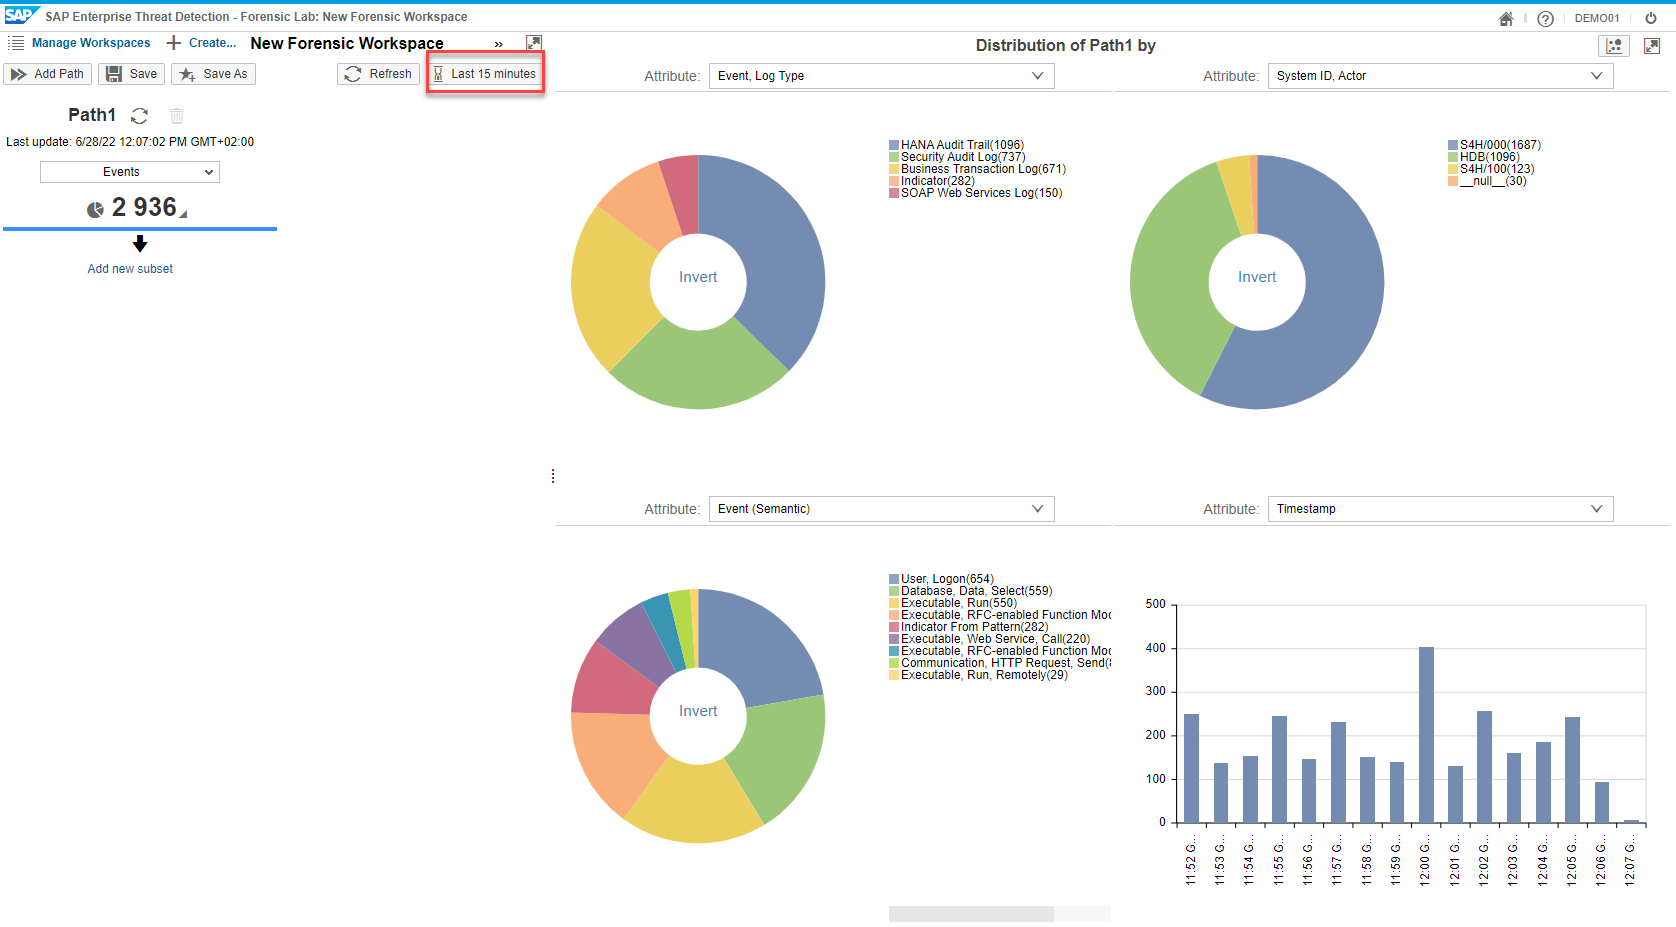 SAP
SAP Enterprise Threat Detection - Forensic Lab: New Forensic Workspace
DEMO01
Manage Workspaces
Create...
New Forensic Workspace
»
Add Path
Save
Save As
Refresh
Last 15 minutes
Path1
Last update: 6/28/22 12:07:02 PM GMT+02:00
Events
2 936
Add new subset
Distribution of Path1 by
Attribute: Event, Log Type
HANA Audit Trail(1096)
Security Audit Log(737)
Business Transaction Log(671)
Indicator(282)
SOAP Web Services Log(150)
Invert
Attribute: System ID, Actor
S4H/000(1687)
HDB(1096)
S4H/100(123)
__null__(30)
Invert
Attribute: Event (Semantic)
User, Logon(654)
Database, Data, Select(559)
Executable, Run(550)
Executable, RFC-enabled Function Moc
Indicator From Pattern(282)
Executable, Web Service, Call(220)
Executable, RFC-enabled Function Moc
Communication, HTTP Request, Send(
Executable, Run, Remotely(29)
Invert
Attribute: Timestamp
500
400
300
200
100
0
11:52 G...
11:53 G...
11:54 G...
11:55 G...
11:56 G...
11:57 G...
11:58 G...
11:59 G...
12:00 G...
12:01 G...
12:02 G...
12:03 G...
12:04 G...
12:05 G...
12:06 G...
12:07 G...